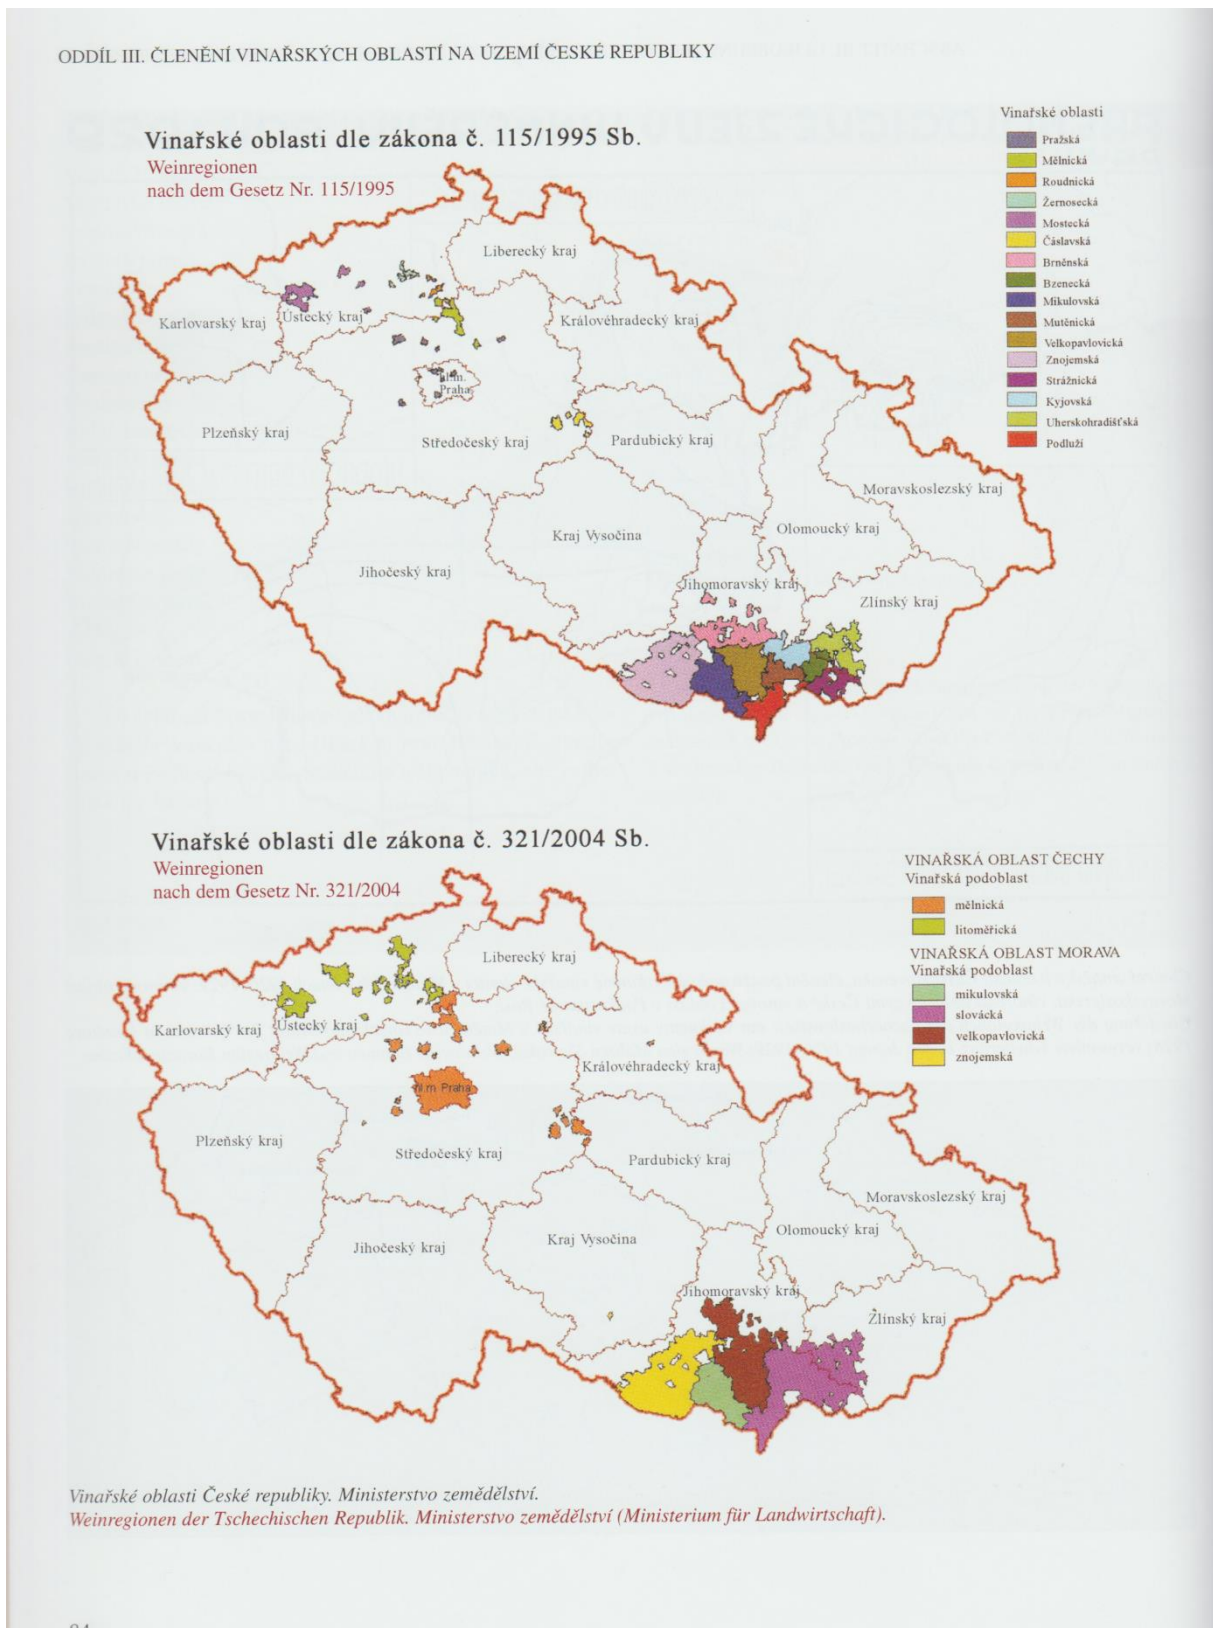 ODDÍL III. ČLENĚNÍ VINAŘSKÝCH OBLASTÍ NA ÚZEMÍ ČESKÉ REPUBLIKY
Vinařské oblasti dle zákona č. 115/1995 Sb.
Weinregionen
nach dem Gesetz Nr. 115/1995
Vinařské oblasti
Pražská
Mělnická
Roudnická
Žernosecká
Mostecká
Čáslavská
Brněnská
Bzenecká
Mikulovská
Mutěnická
Velkopavlovická
Znojemská
Strážnická
Kyjovská
Uherskohradišťská
Podluží
Liberecký kraj
Karlovarský kraj
Ústecký kraj
Královéhradecký kraj
hl.m.
Praha
Plzeňský kraj
Středočeský kraj
Pardubický kraj
Moravskoslezský kraj
Olomoucký kraj
Kraj Vysočina
Jihočeský kraj
Jihomoravský kraj
Zlínský kraj
Vinařské oblasti dle zákona č. 321/2004 Sb.
Weinregionen
nach dem Gesetz Nr. 321/2004
VINAŘSKÁ OBLAST ČECHY
Vinařská podoblast
mělnická
litoměřická
VINAŘSKÁ OBLAST MORAVA
Vinařská podoblast
mikulovská
slovácká
velkopavlovická
znojemská
Liberecký kraj
Karlovarský kraj
Ústecký kraj
Královéhradecký kraj
hl.m. Praha
Plzeňský kraj
Středočeský kraj
Pardubický kraj
Moravskoslezský kraj
Olomoucký kraj
Kraj Vysočina
Jihočeský kraj
Jihomoravský kraj
Zlínský kraj
Vinařské oblasti České republiky. Ministerstvo zemědělství.
Weinregionen der Tschechischen Republik. Ministerstvo zemědělství (Ministerium für Landwirtschaft).